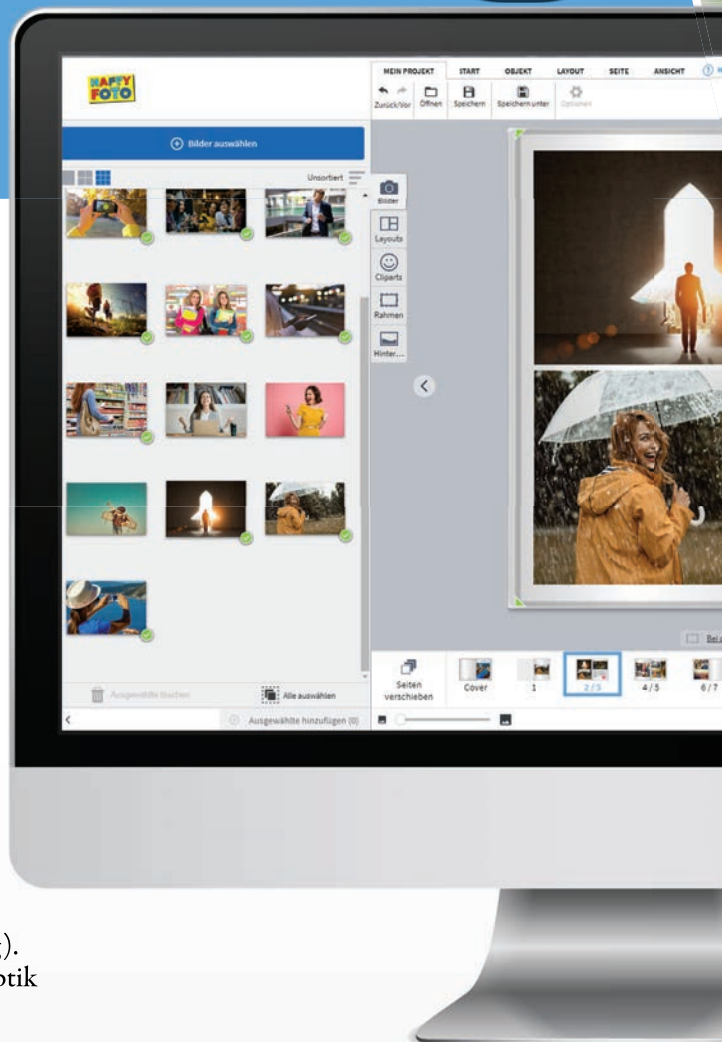 HAPPY
FOTO
Bilder auswählen
Unsortiert
MEIN PROJEKT START OBJEKT LAYOUT SEITE ANSICHT
Zurück/Vor Öffnen Speichern Speichern unter Optionen
Bilder
Layouts
Cliparts
Rahmen
Hinter....
Bei
Seiten
verschieben
Cover 1 2/3 4/5 6/7
Ausgewählte löschen
Alle auswählen
Ausgewählte hinzufügen (0)
).
tik